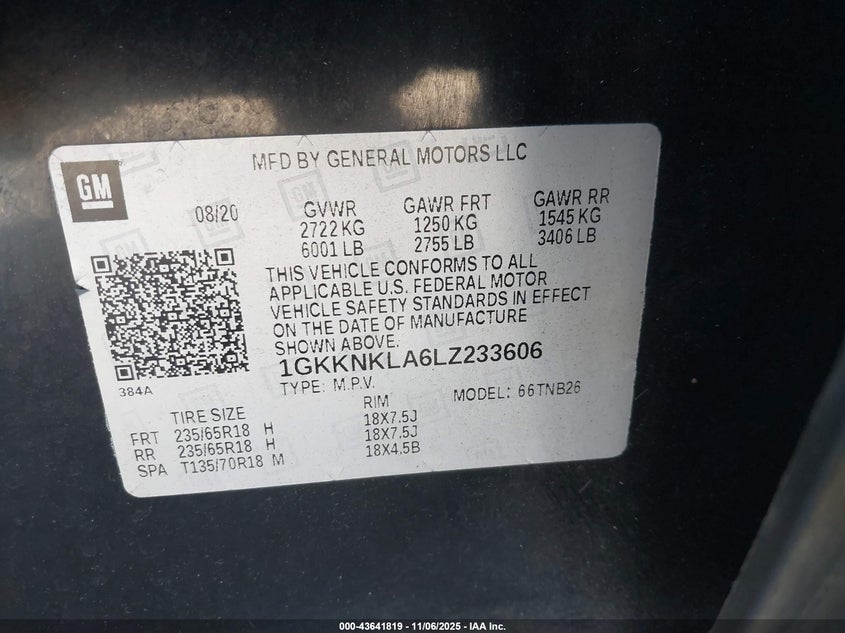 MFD BY GENERAL MOTORS LLC
GM
08/20
GVWR
2722 KG
6001 LB
GAWR FRT
1250 KG
2755 LB
GAWR RR
1545 KG
3406 LB
THIS VEHICLE CONFORMS TO ALL
APPLICABLE U.S. FEDERAL MOTOR
VEHICLE SAFETY STANDARDS IN EFFECT
ON THE DATE OF MANUFACTURE
SHOWN ABOVE.
1GKKNKLA6LZ233606
TYPE: M.P.V.
MODEL: 66TNB26
384A
TIRE SIZE RIM
FRT 235/65R18 H 18X7.5J
RR 235/65R18 H 18X7.5J
SPA T135/70R18 M 18X4.5B
000-43641819 - 11/06/2025 - IAA Inc.